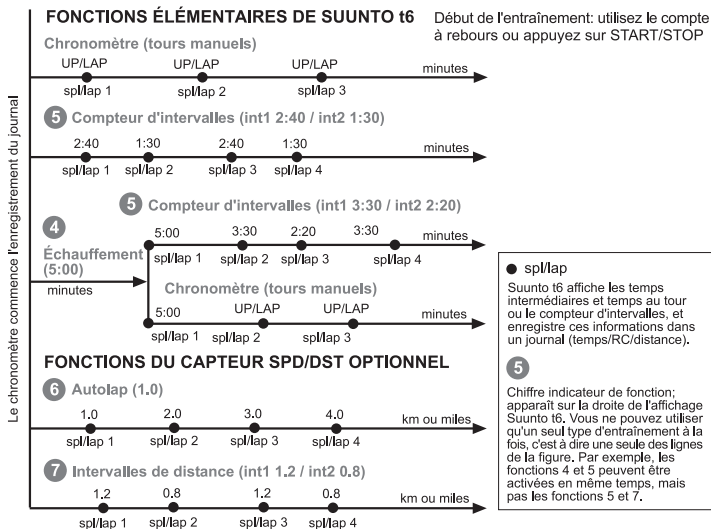 FONCTIONS ÉLÉMENTAIRES DE SUUNTO t6
Début de l'entraînement: utilisez le compte
à rebours ou appuyez sur START/STOP
Chronomètre (tours manuels)
UP/LAP UP/LAP UP/LAP minutes
spl/lap 1 spl/lap 2 spl/lap 3
5 Compteur d'intervalles (int1 2:40 / int2 1:30)
2:40 1:30 2:40 1:30 minutes
spl/lap 1 spl/lap 2 spl/lap 3 spl/lap 4
5 Compteur d'intervalles (int1 3:30 / int2 2:20)
4
Échauffement
(5:00)
minutes
5:00 3:30 2:20 3:30 minutes
spl/lap 1 spl/lap 2 spl/lap 3 spl/lap 4
Chronomètre (tours manuels)
5:00 UP/LAP UP/LAP minutes
spl/lap 1 spl/lap 2 spl/lap 3
FONCTIONS DU CAPTEUR SPD/DST OPTIONNEL
6 Autolap (1.0)
1.0 2.0 3.0 4.0 km ou miles
spl/lap 1 spl/lap 2 spl/lap 3 spl/lap 4
7 Intervalles de distance (int1 1.2 / int2 0.8)
1.2 0.8 1.2 0.8 km ou miles
spl/lap 1 spl/lap 2 spl/lap 3 spl/lap 4
Le chronomètre commence l'enregistrement du journal
spl/lap
Suunto t6 affiche les temps
intermédiaires et temps au tour
ou le compteur d'intervalles, et
enregistre ces informations dans
un journal (temps/RC/distance).
5
Chiffre indicateur de fonction;
apparaît sur la droite de l'affichage
Suunto t6. Vous ne pouvez utiliser
qu'un seul type d'entraînement à la
fois, c'est à dire une seule des lignes
de la figure. Par exemple, les
fonctions 4 et 5 peuvent être
activées en même temps, mais
pas les fonctions 5 et 7.